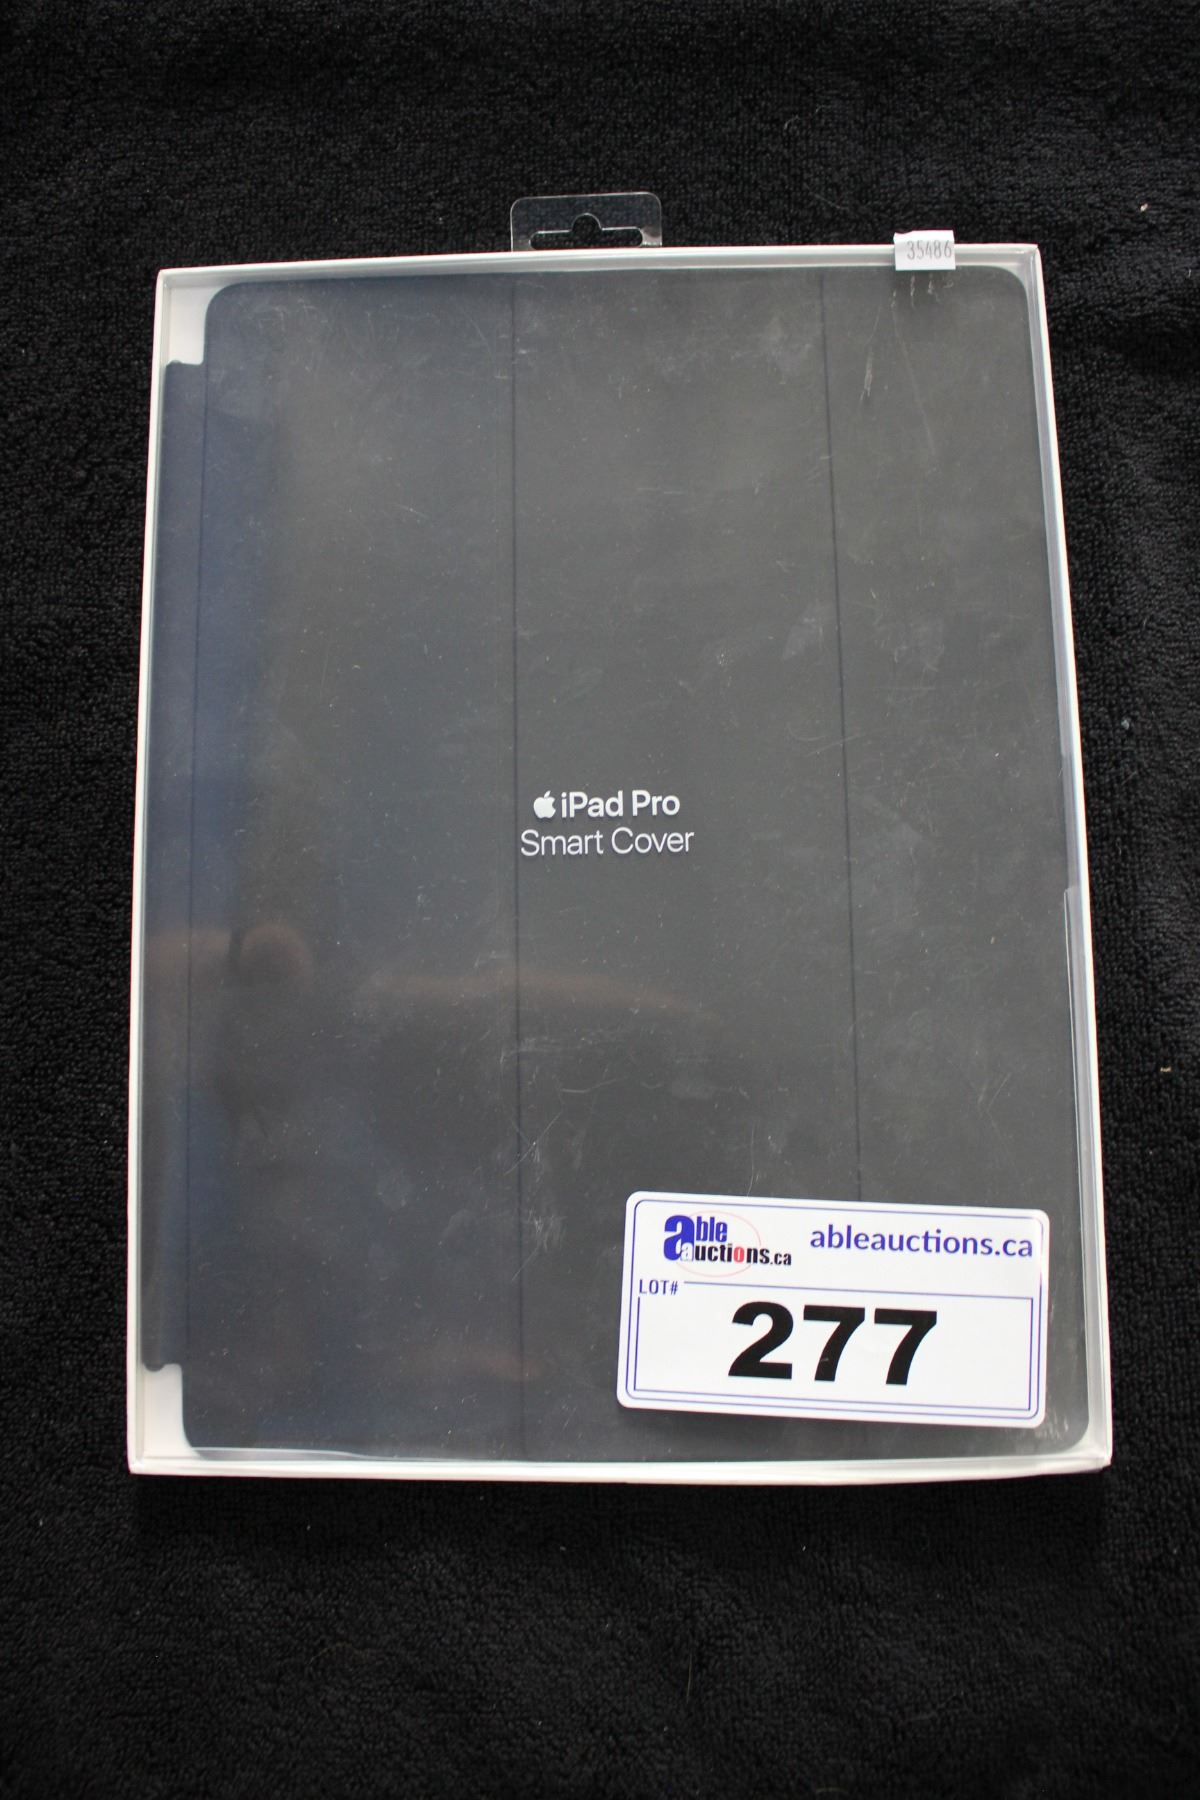 35486
iPad Pro
Smart Cover
able auctions.ca
ableauctions.ca
LOT#
277